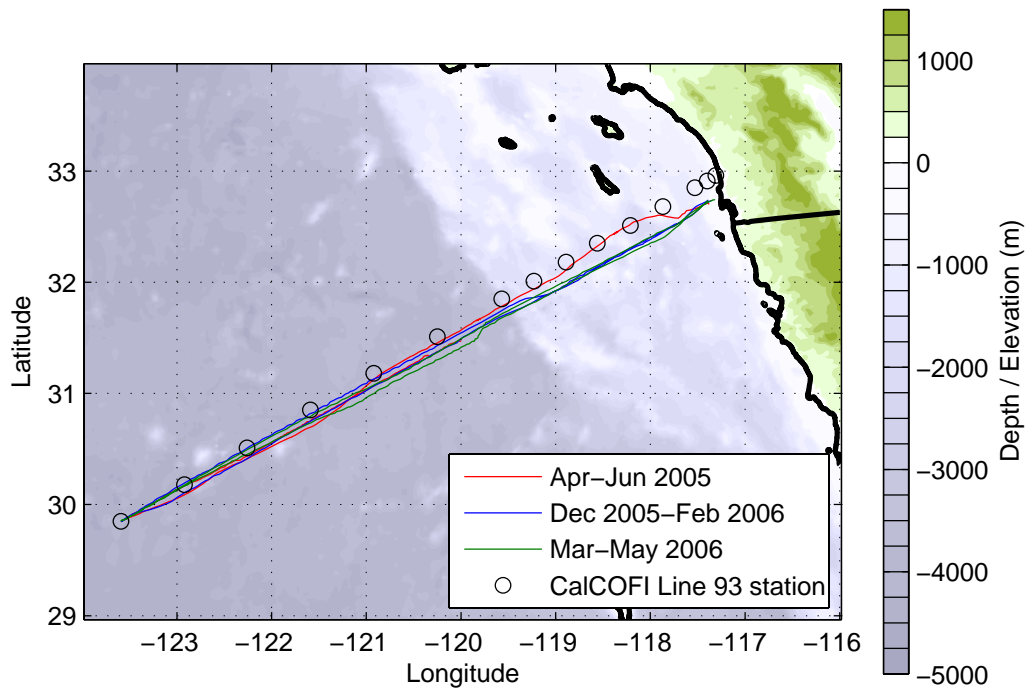 33
32
31
30
29
Latitude
−123
−122
−121
−120
−119
−118
−117
−116
Longitude
Apr−Jun 2005
Dec 2005−Feb 2006
Mar−May 2006
CalCOFI Line 93 station
1000
0
−1000
−2000
−3000
−4000
−5000
Depth / Elevation (m)